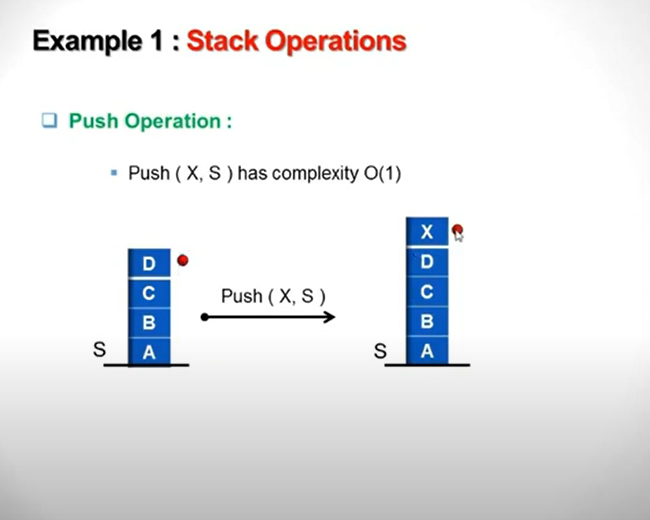 Example 1 : Stack Operations
Push Operation :
Push ( X, S ) has complexity O(1)
D
C
B
A
S
Push ( X, S )
X
D
C
B
A
S